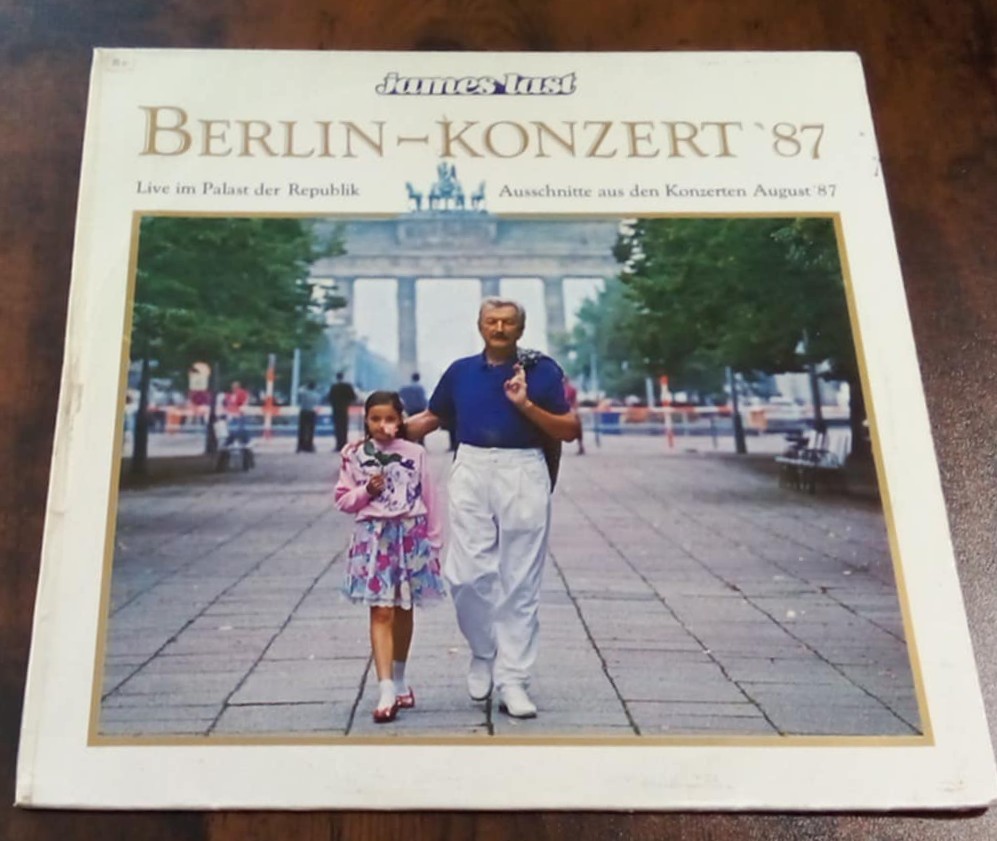 james last
BERLIN-KONZERT `87
Live im Palast der Republik
Ausschnitte aus den Konzerten August '87